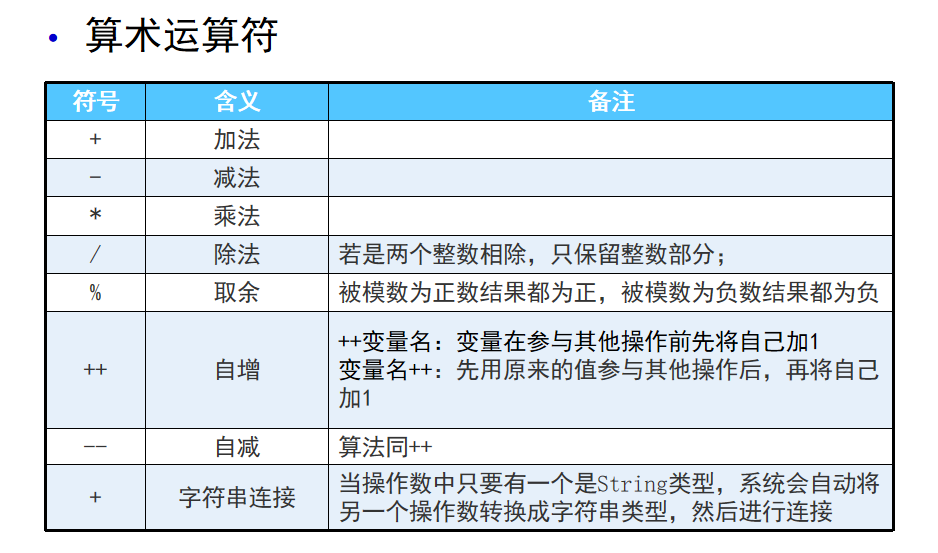 • 算术运算符
符号 含义 备注
+ 加法
- 减法
* 乘法
/ 除法 若是两个整数相除，只保留整数部分；
% 取余 被模数为正数结果都为正，被模数为负数结果都为负
++ 自增
++变量名：变量在参与其他操作前先将自己加1
变量名++：先用原来的值参与其他操作后，再将自己
加1
-- 自减 算法同++
+ 字符串连接
当操作数中只要有一个是String类型，系统会自动将
另一个操作数转换成字符串类型，然后进行连接